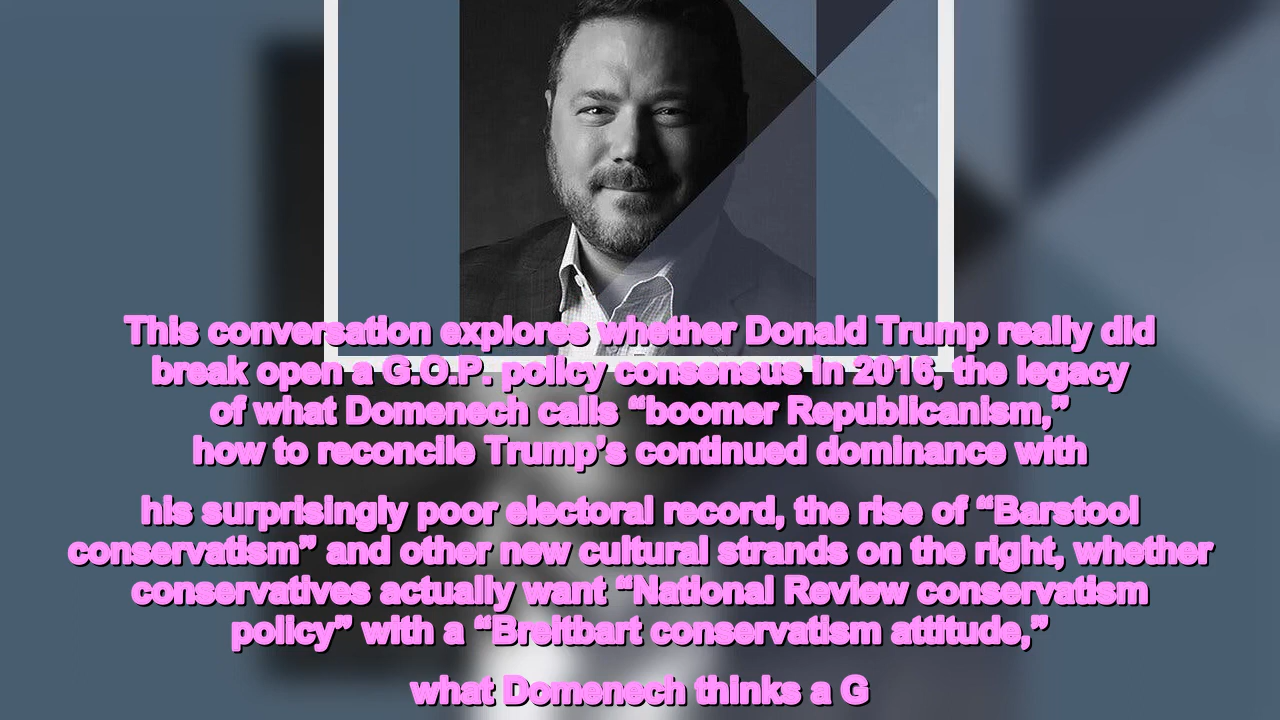 This conversation explores whether Donald Trump really did
break open a G.O.P. policy consensus in 2016, the legacy
of what Domenech calls “boomer Republicanism,”
how to reconcile Trump’s continued dominance with
his surprisingly poor electoral record, the rise of “Barstool
conservatism” and other new cultural strands on the right, whether
conservatives actually want “National Review conservatism
policy” with a “Breitbart conservatism attitude,”
what Domenech thinks a G